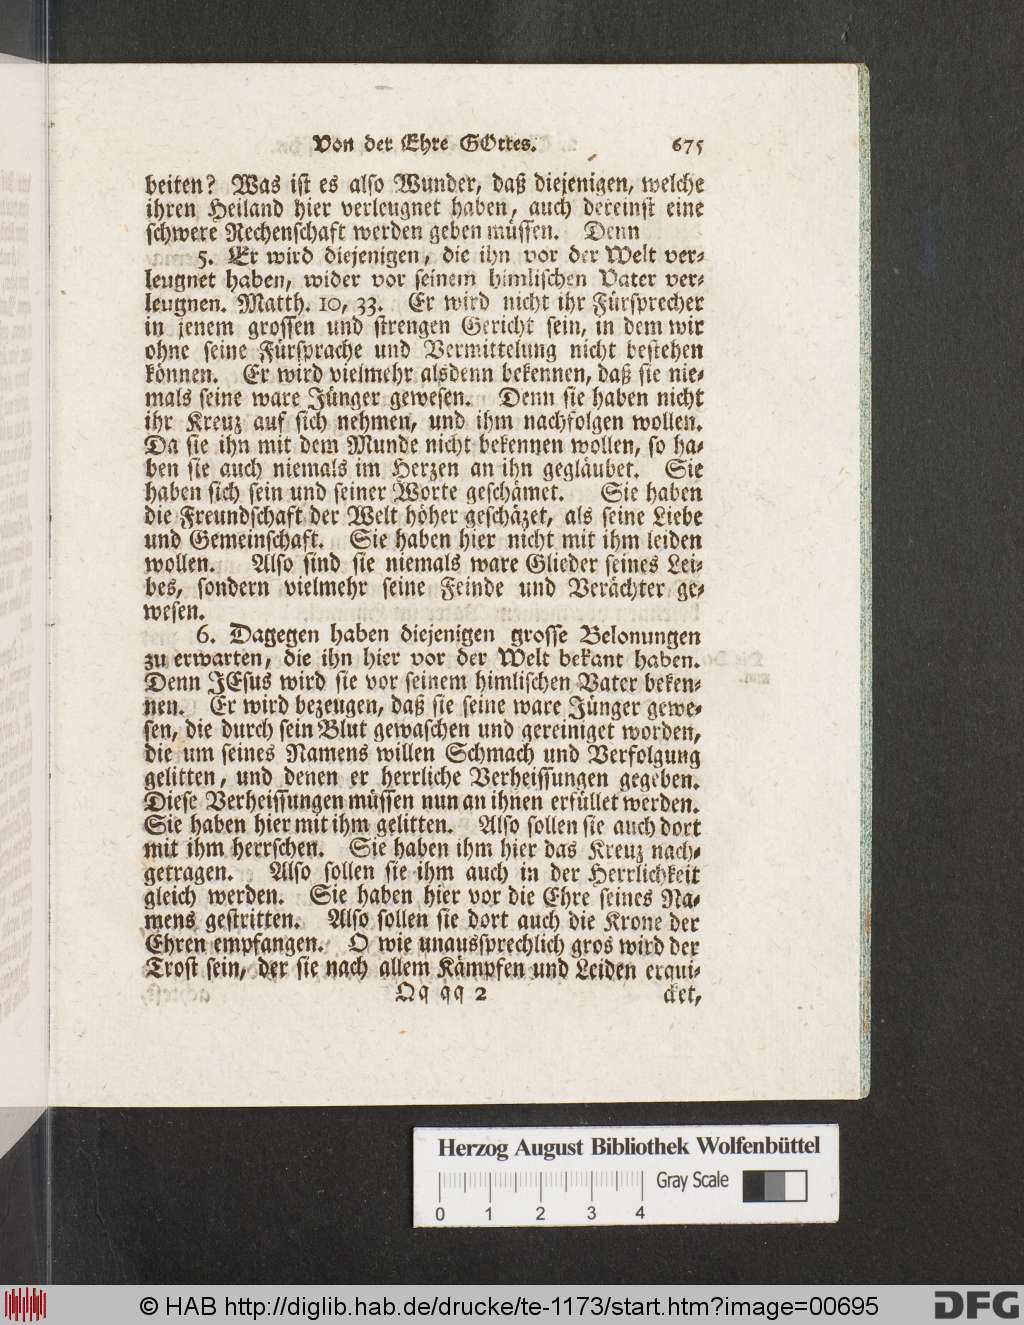 Von der Ehre GOttes. 675
beiten? Was ist es also Wunder, daß diejenigen, welche
ihren Heiland hier verleugnet haben, auch dereinst eine
schwere Rechenschaft werden geben müssen. Denn
5. Er wird diejenigen, die ihn vor der Welt ver-
leugnet haben, wider vor seinem himlischen Vater ver-
leugnen. Matth. 10, 33. Er wird nicht ihr Fürsprecher
in jenem grossen und strengen Gericht sein, in dem wir
ohne seine Fürsprache und Vermittelung nicht bestehen
können. Er wird vielmehr alsdenn bekennen, daß sie nie-
mals seine ware Jünger gewesen. Denn sie haben nicht
ihr Kreuz auf sich nehmen, und ihm nachfolgen wollen.
Da sie ihn mit dem Munde nicht bekennen wollen, so ha-
ben sie auch niemals im Herzen an ihn gegläubet. Sie
haben sich sein und seiner Worte geschämet. Sie haben
die Freundschaft der Welt höher geschäzet, als seine Liebe
und Gemeinschaft. Sie haben hier nicht mit ihm leiden
wollen. Also sind sie niemals ware Glieder seines Lei-
bes, sondern vielmehr seine Feinde und Verächter ge-
wesen.
6. Dagegen haben diejenigen grosse Belonungen
zu erwarten, die ihn hier vor der Welt bekant haben.
Denn JEsus wird sie vor seinem himlischen Vater beken-
nen. Er wird bezeugen, daß sie seine ware Jünger gewe-
sen, die durch sein Blut gewaschen und gereiniget worden,
die um seines Namens willen Schmach und Verfolgung
gelitten, und denen er herrliche Verheissungen gegeben.
Diese Verheissungen müssen nun an ihnen erfüllet werden.
Sie haben hier mit ihm gelitten. Also sollen sie auch dort
mit ihm herrschen. Sie haben ihm hier das Kreuz nach-
getragen. Also sollen sie ihm auch in der Herrlichkeit
gleich werden. Sie haben hier vor die Ehre seines Na-
mens gestritten. Also sollen sie dort auch die Krone der
Ehren empfangen. O wie unaussprechlich gros wird der
Trost sein, der sie nach allem Kämpfen und Leiden erqui-
Qq qq 2 cket,
Herzog August Bibliothek Wolfenbüttel
Gray Scale
0 1 2 3 4
© HAB http://diglib.hab.de/drucke/te-1173/start.htm?image=00695
DFG